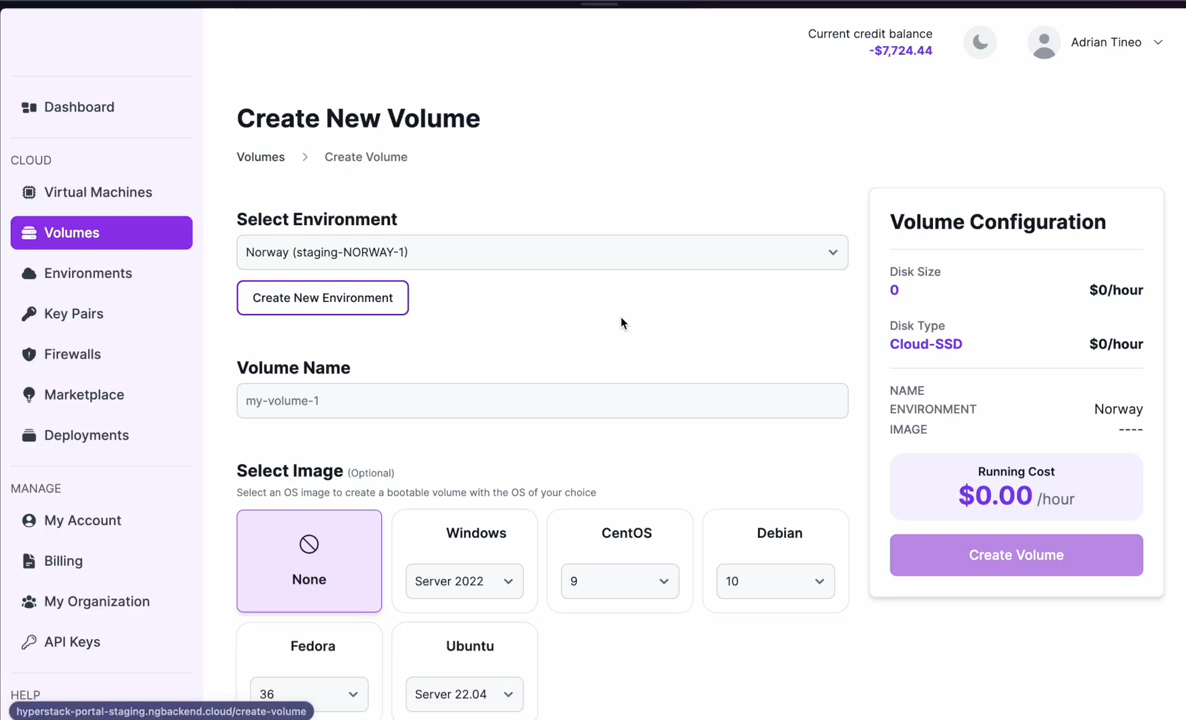 Current credit balance
-$7,724.44
Adrian Tineo
Dashboard
CLOUD
Virtual Machines
Volumes
Environments
Key Pairs
Firewalls
Marketplace
Deployments
MANAGE
My Account
Billing
My Organization
API Keys
HELP
hyperstack-portal-staging.ngbackend.cloud/create-volume
Create New Volume
Volumes > Create Volume
Select Environment
Norway (staging-NORWAY-1)
Create New Environment
Volume Name
my-volume-1
Select Image (Optional)
Select an OS image to create a bootable volume with the OS of your choice
None
Windows
Server 2022
CentOS
9
Debian
10
Fedora
36
Ubuntu
Server 22.04
Volume Configuration
Disk Size
0 $0/hour
Disk Type
Cloud-SSD $0/hour
NAME
ENVIRONMENT Norway
IMAGE ----
Running Cost
$0.00 /hour
Create Volume